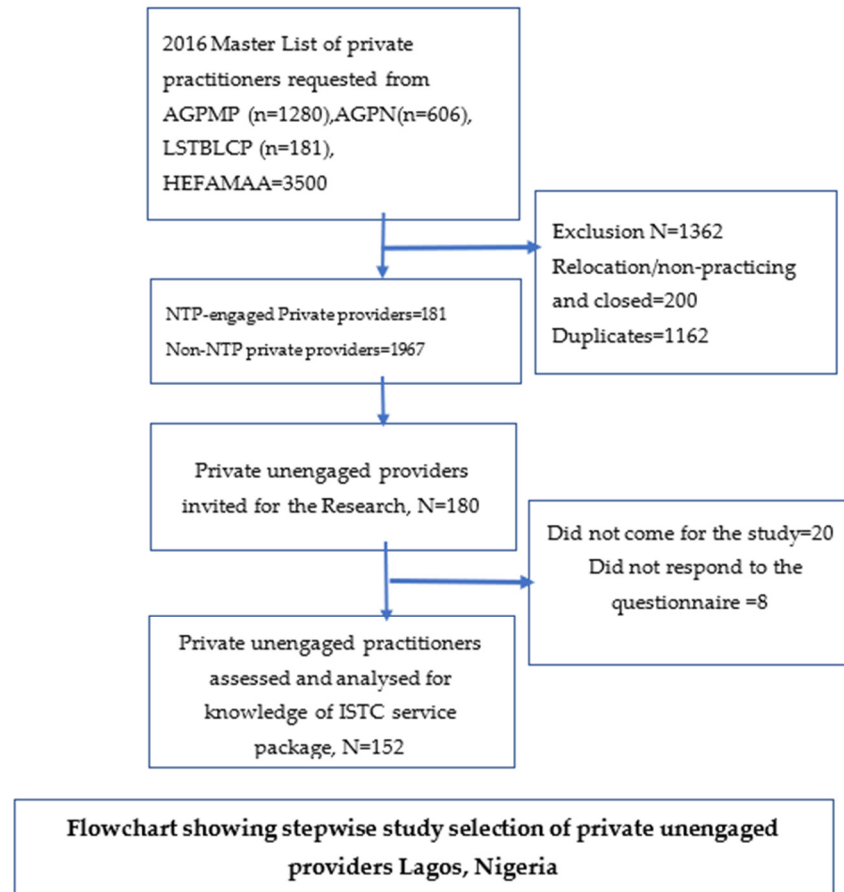 2016 Master List of private
practitioners requested from
AGPMP (n=1280),AGPN(n=606),
LSTBLCP (n=181),
HEFAMAA=3500
Exclusion N=1362
Relocation/non-practicing
and closed=200
Duplicates=1162
NTP-engaged Private providers=181
Non-NTP private providers=1967
Private unengaged providers
invited for the Research, N=180
Did not come for the study=20
Did not respond to the
questionnaire =8
Private unengaged practitioners
assessed and analysed for
knowledge of ISTC service
package, N=152
Flowchart showing stepwise study selection of private unengaged
providers Lagos, Nigeria